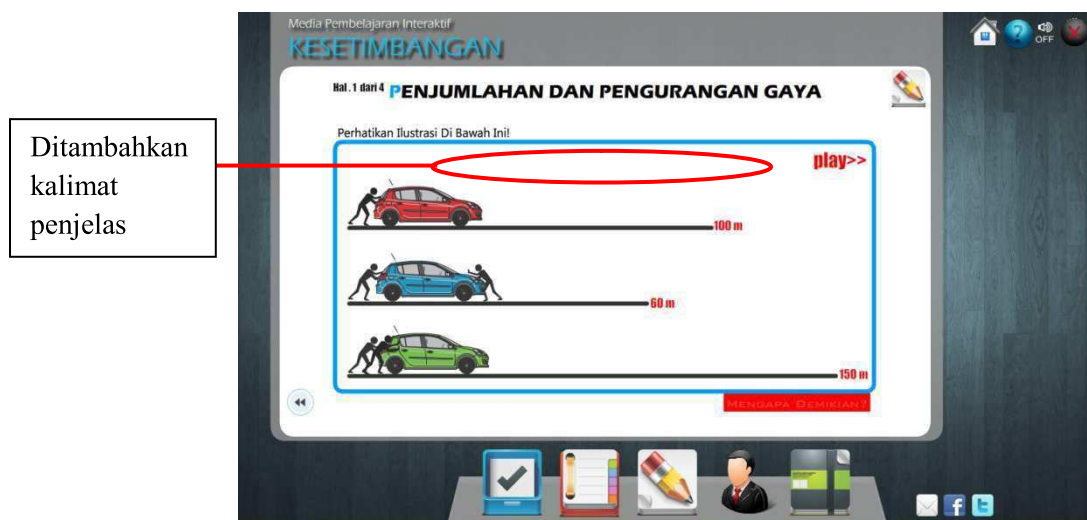 Ditambahkan
kalimat
penjelas
Media Pembelajaran Interaktif
KESETIMBANGAN
OFF
Hal. 1 dari 4 PENJUMLAHAN DAN PENGURANGAN GAYA
Perhatikan Ilustrasi Di Bawah Ini!
play>>
100 m
60 m
150 m
MENGAPA DEMIKIAN?